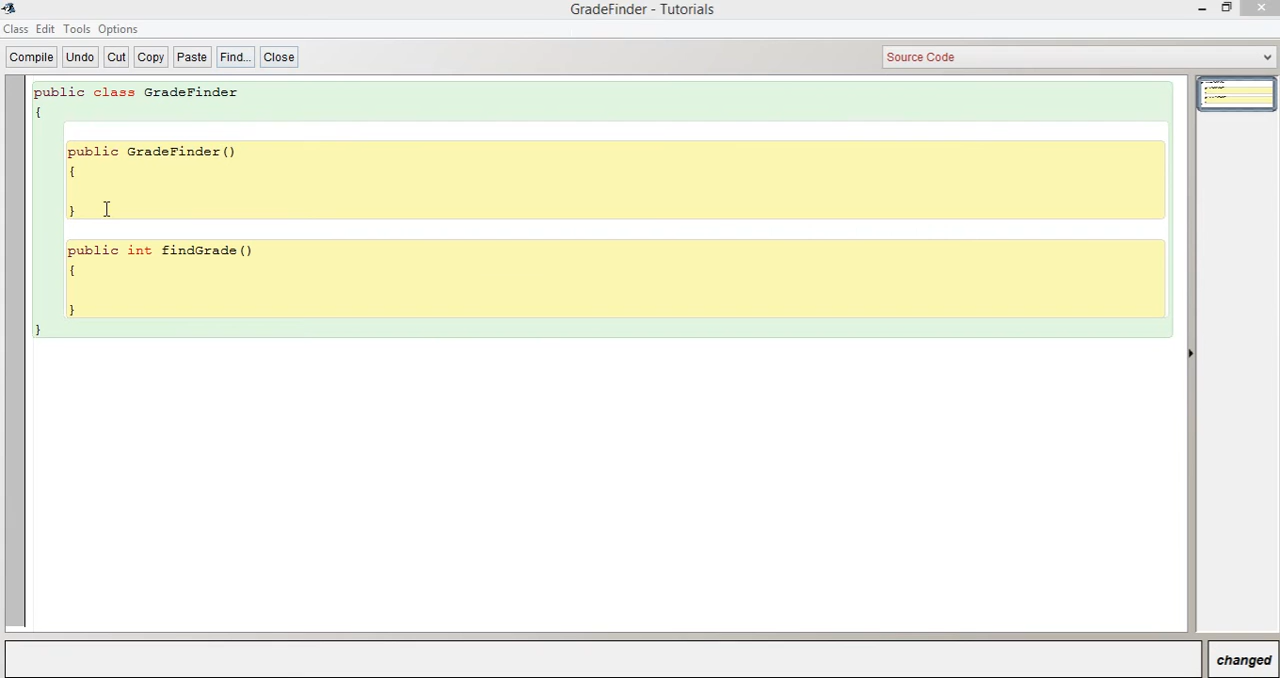 GradeFinder - Tutorials
Class Edit Tools Options
Compile Undo Cut Copy Paste Find... Close Source Code
public class GradeFinder
{
public GradeFinder()
{
}
public int findGrade()
{
}
}
changed